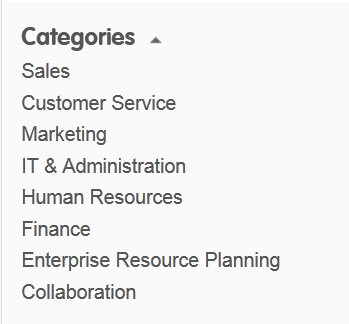 Categories
Sales
Customer Service
Marketing
IT & Administration
Human Resources
Finance
Enterprise Resource Planning
Collaboration